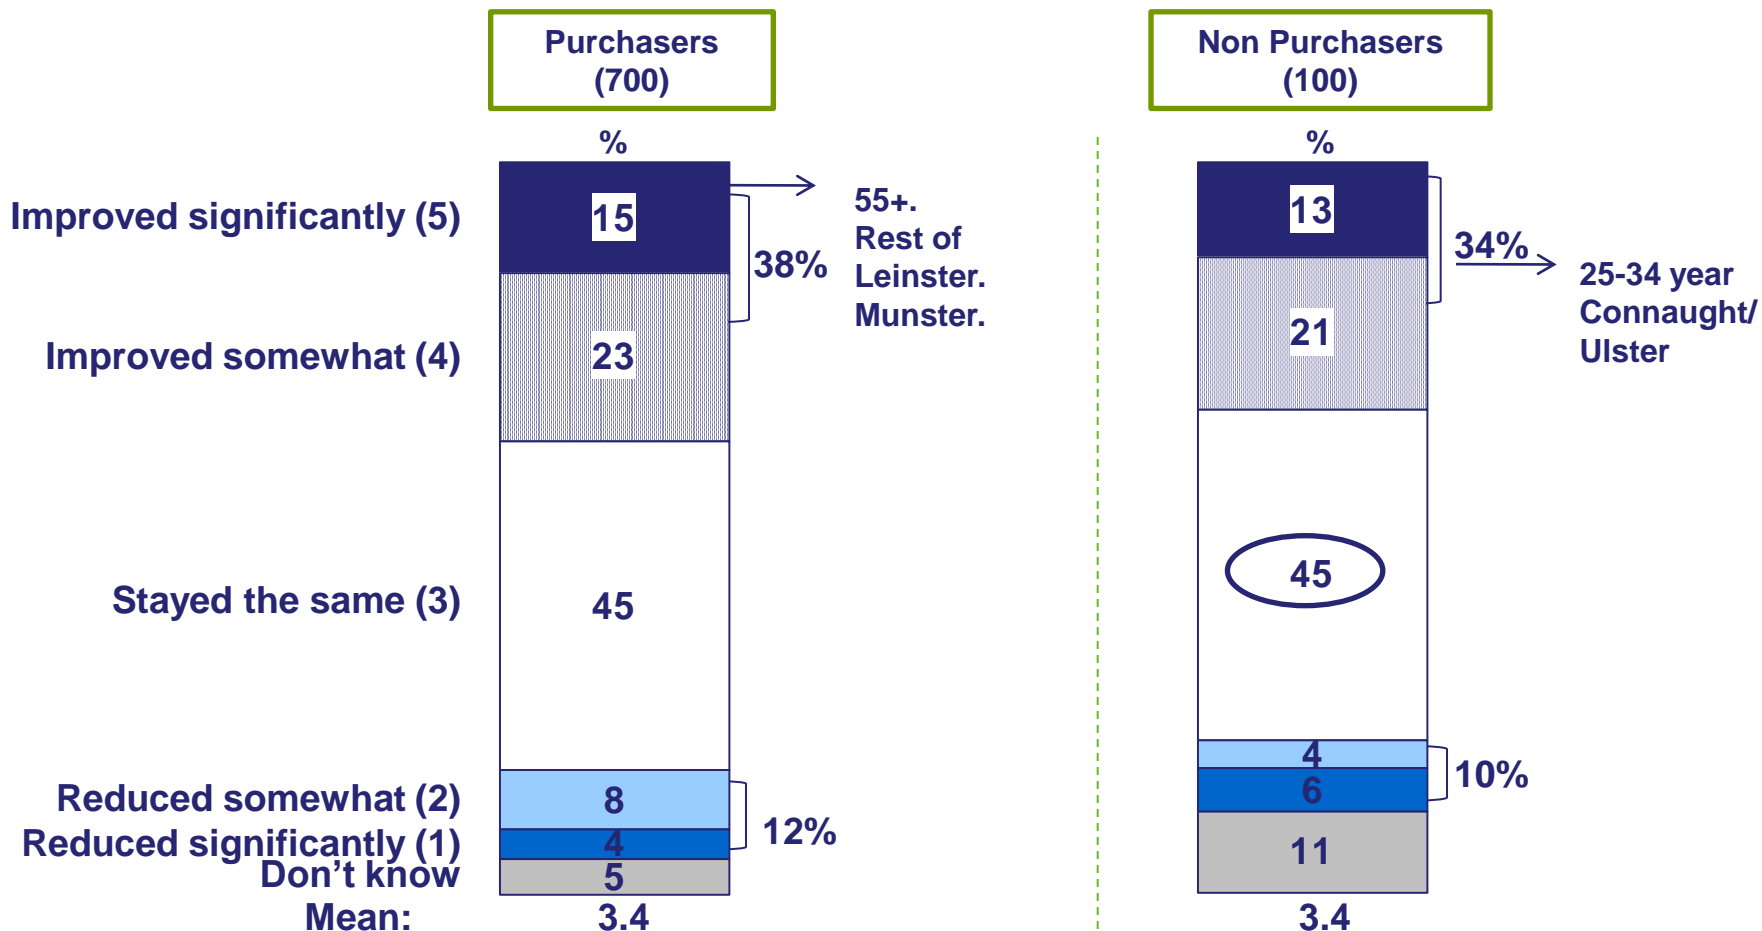 Purchasers
(700)
Non Purchasers
(100)
%
%
Improved significantly (5)
15
38%
55+.
Rest of
Leinster.
Munster.
13
34%
25-34 year
Connaught/
Ulster
Improved somewhat (4)
23
21
Stayed the same (3)
45
45
Reduced somewhat (2)
8
12%
4
10%
Reduced significantly (1)
4
6
Don't know
5
11
Mean:
3.4
3.4